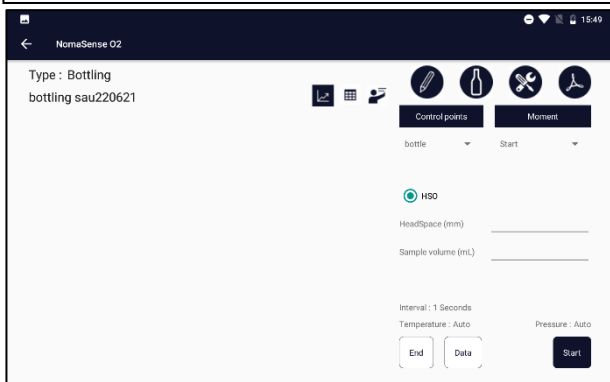 15:49
NomaSense O2
Type : Bottling
bottling sau220621
Control points Moment
bottle Start
HSO
HeadSpace (mm)
Sample volume (mL)
Interval : 1 Seconds
Temperature : Auto Pressure : Auto
End Data Start